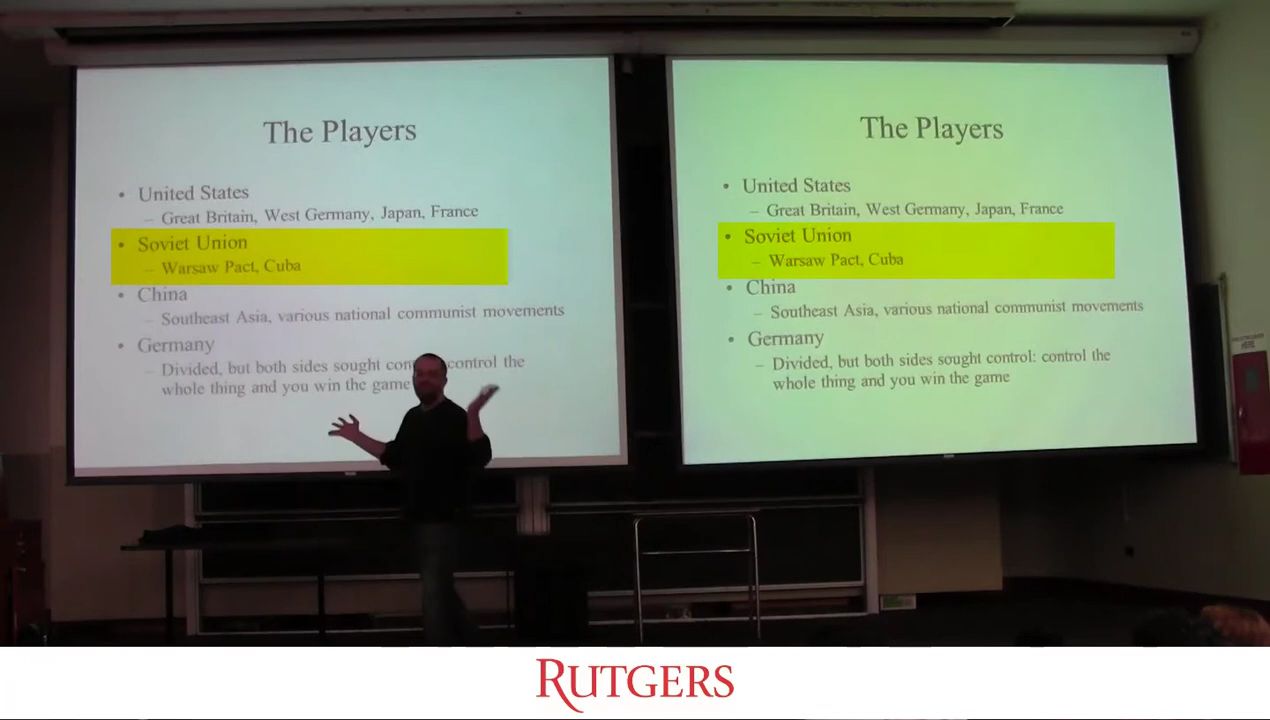 The Players
• United States
– Great Britain, West Germany, Japan, France
• Soviet Union
– Warsaw Pact, Cuba
• China
– Southeast Asia, various national communist movements
• Germany
– Divided, but both sides sought control the
whole thing and you win the game
The Players
• United States
– Great Britain, West Germany, Japan, France
• Soviet Union
– Warsaw Pact, Cuba
• China
– Southeast Asia, various national communist movements
• Germany
– Divided, but both sides sought control: control the
whole thing and you win the game
RUTGERS